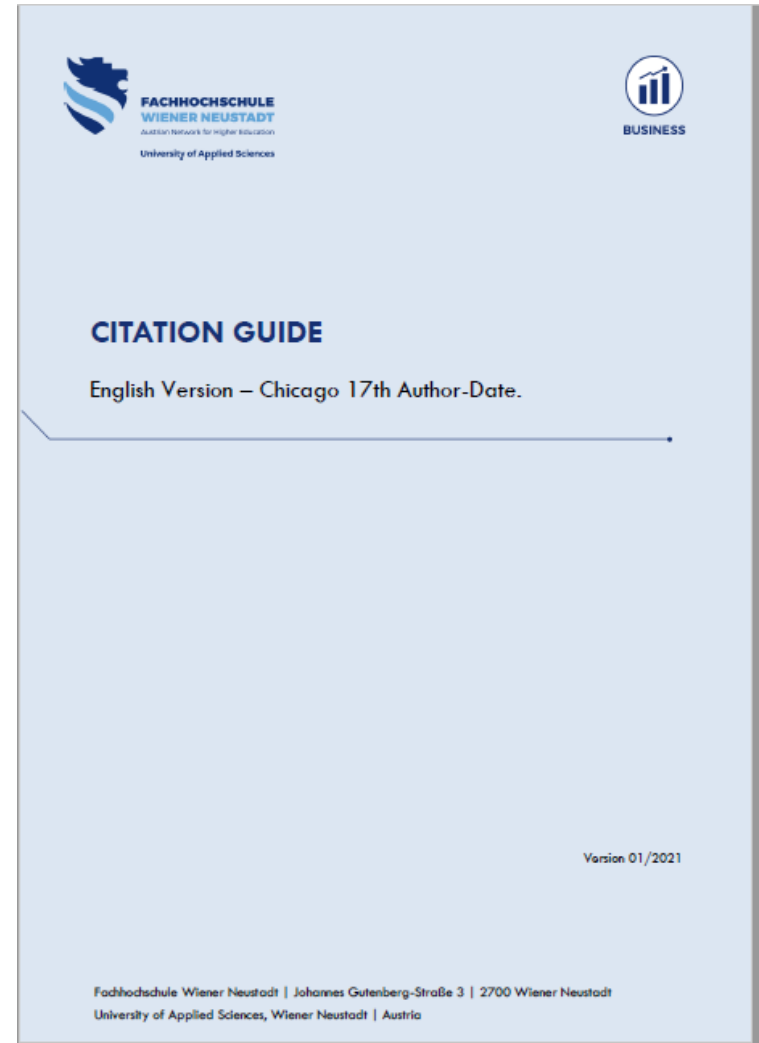 FACHHOCHSCHULE
WIENER NEUSTADT
Austrian Network for Higher Education
University of Applied Sciences
BUSINESS
CITATION GUIDE
English Version – Chicago 17th Author-Date.
Version 01/2021
Fachhochschule Wiener Neustadt | Johannes Gutenberg-Straße 3 | 2700 Wiener Neustadt
University of Applied Sciences, Wiener Neustadt | Austria